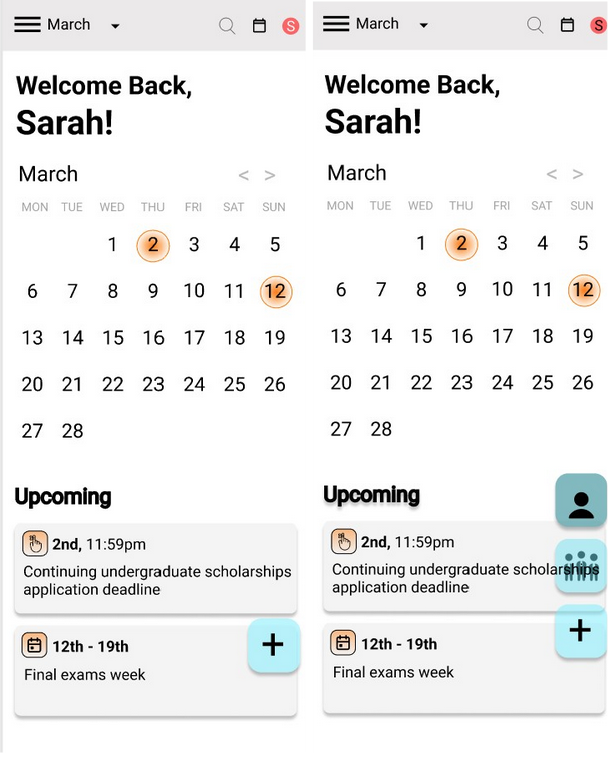 March
S
Welcome Back,
Sarah!
March < >
MON TUE WED THU FRI SAT SUN
1 2 3 4 5
6 7 8 9 10 11 12
13 14 15 16 17 18 19
20 21 22 23 24 25 26
27 28
Upcoming
2nd, 11:59pm
Continuing undergraduate scholarships
application deadline
12th - 19th
Final exams week
+
March
S
Welcome Back,
Sarah!
March < >
MON TUE WED THU FRI SAT SUN
1 2 3 4 5
6 7 8 9 10 11 12
13 14 15 16 17 18 19
20 21 22 23 24 25 26
27 28
Upcoming
2nd, 11:59pm
Continuing undergraduate scholarships
application deadline
12th - 19th
Final exams week
+